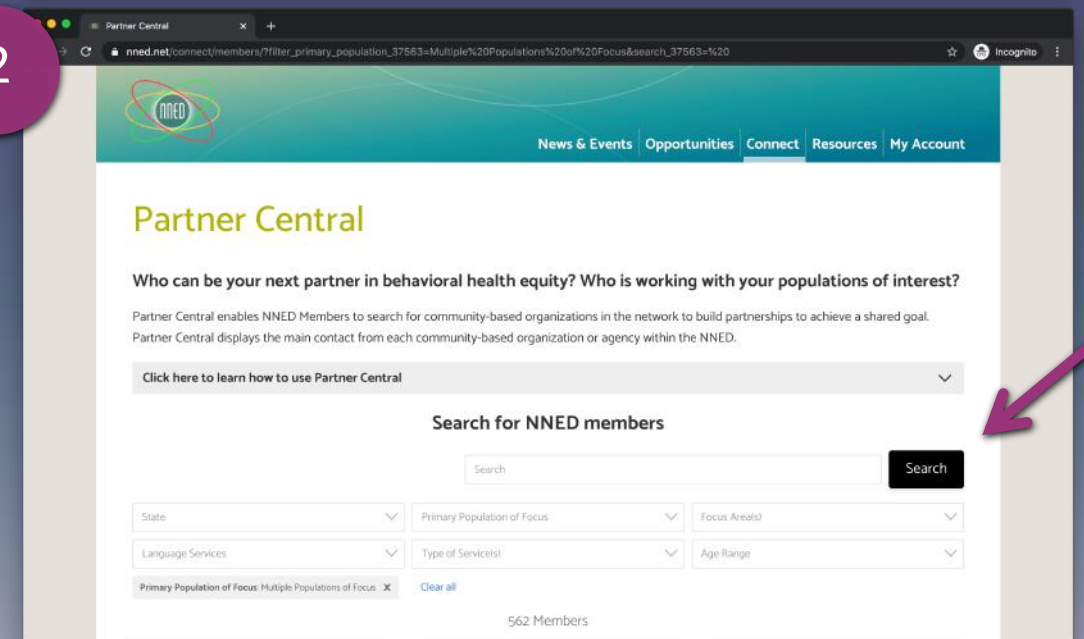 2
Partner Central × +
nned.net/connect/members/?filter_primary_population_37563=Multiple%20Populations%20of%20Focus&search_37563=%20 Incognito
NNED
News & Events Opportunities Connect Resources My Account
Partner Central
Who can be your next partner in behavioral health equity? Who is working with your populations of interest?
Partner Central enables NNED Members to search for community-based organizations in the network to build partnerships to achieve a shared goal.
Partner Central displays the main contact from each community-based organization or agency within the NNED.
Click here to learn how to use Partner Central
Search for NNED members
Search Search
State Primary Population of Focus Focus Area(s)
Language Services Type of Service(s) Age Range
Primary Population of Focus: Multiple Populations of Focus X Clear all
562 Members